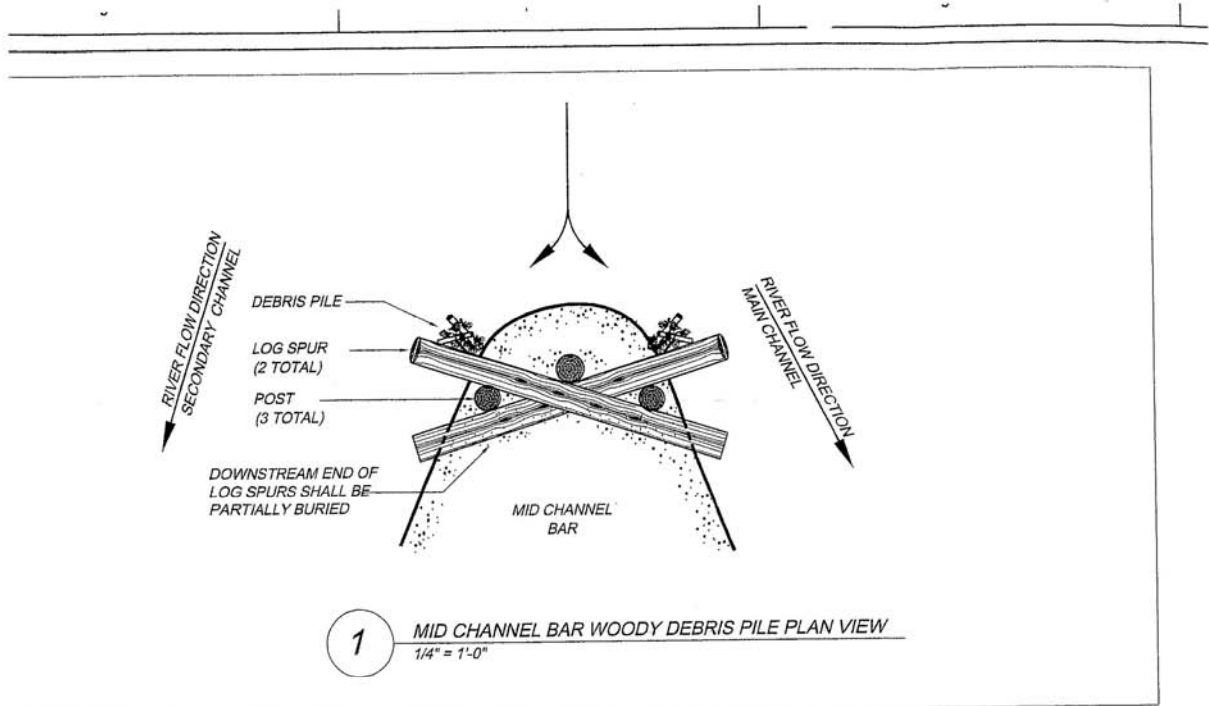 RIVER FLOW DIRECTION
SECONDARY CHANNEL
DEBRIS PILE
LOG SPUR
(2 TOTAL)
POST
(3 TOTAL)
DOWNSTREAM END OF
LOG SPURS SHALL BE
PARTIALLY BURIED
MID CHANNEL
BAR
RIVER FLOW DIRECTION
MAIN CHANNEL
1
MID CHANNEL BAR WOODY DEBRIS PILE PLAN VIEW
1/4" = 1'-0"